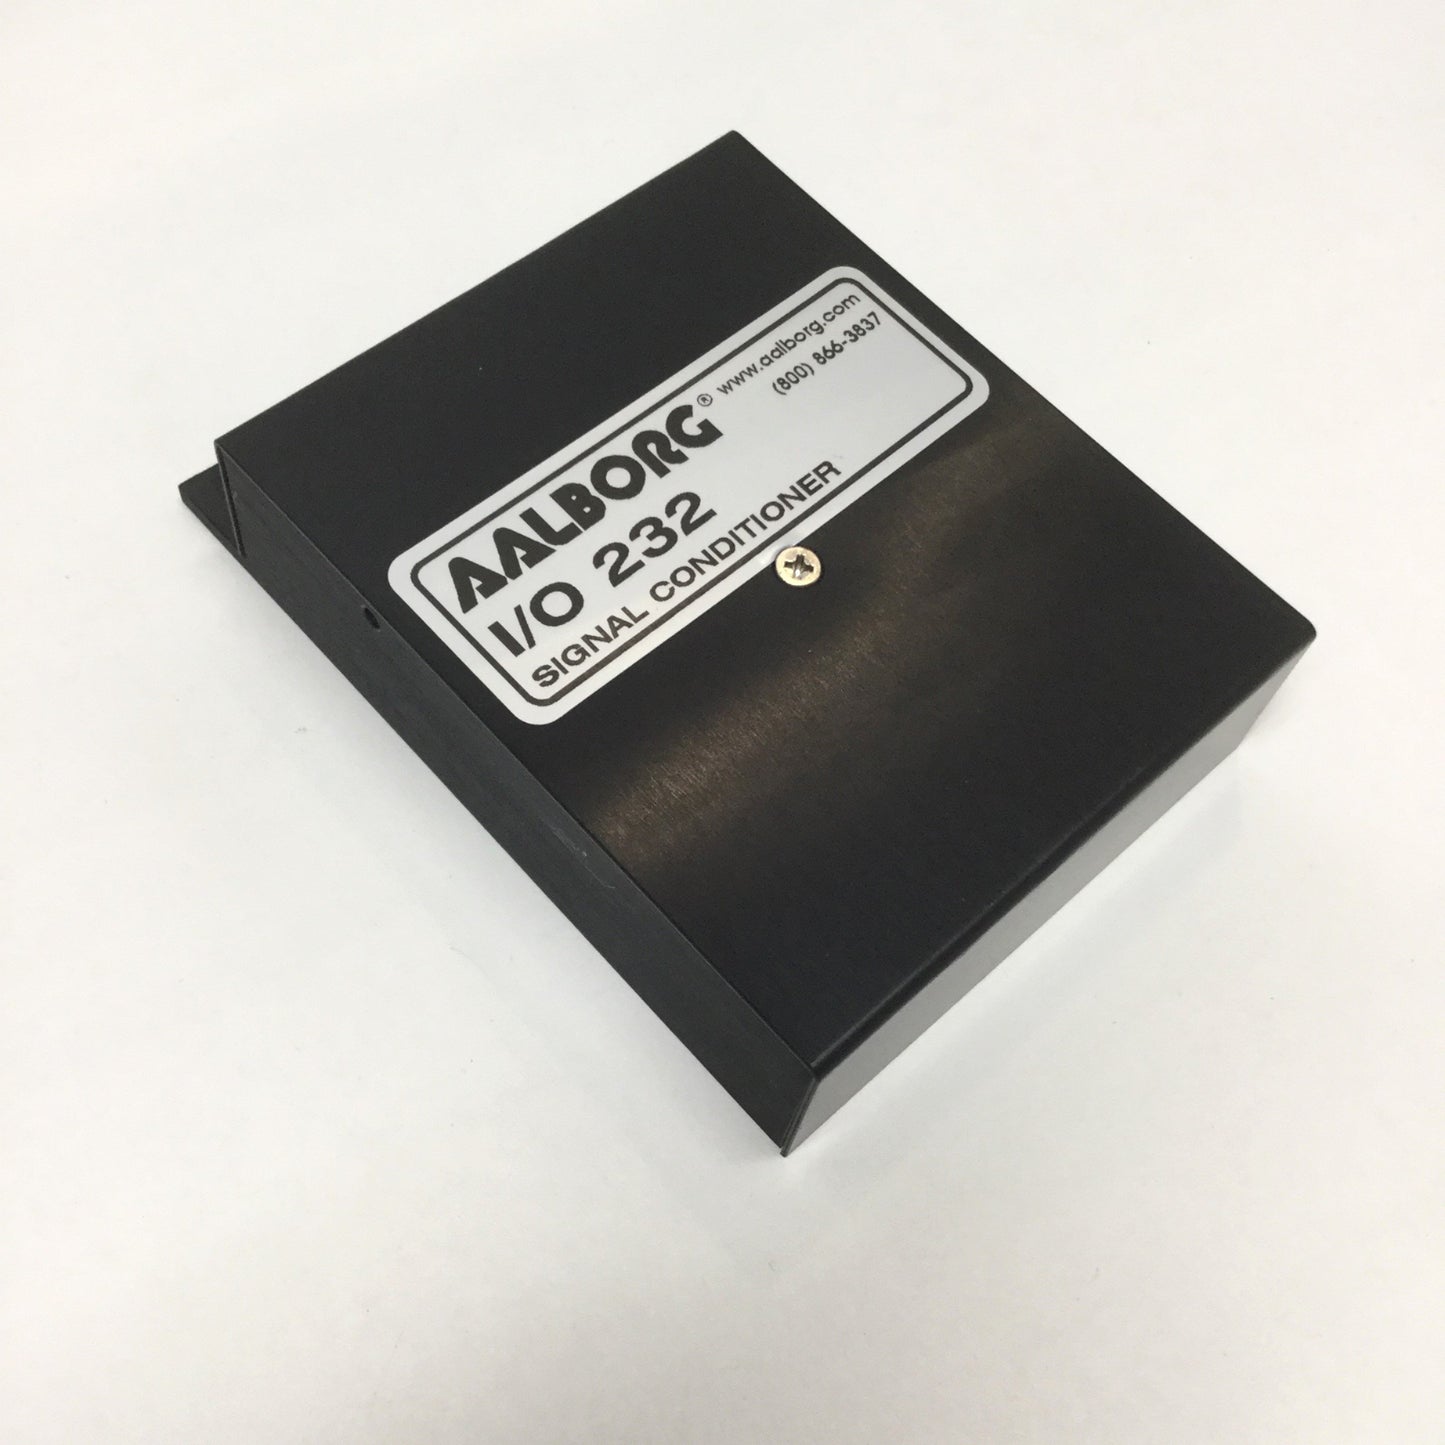 AALBORG® www.aalborg.com
(800) 866-3837
I/O 232
SIGNAL CONDITIONER